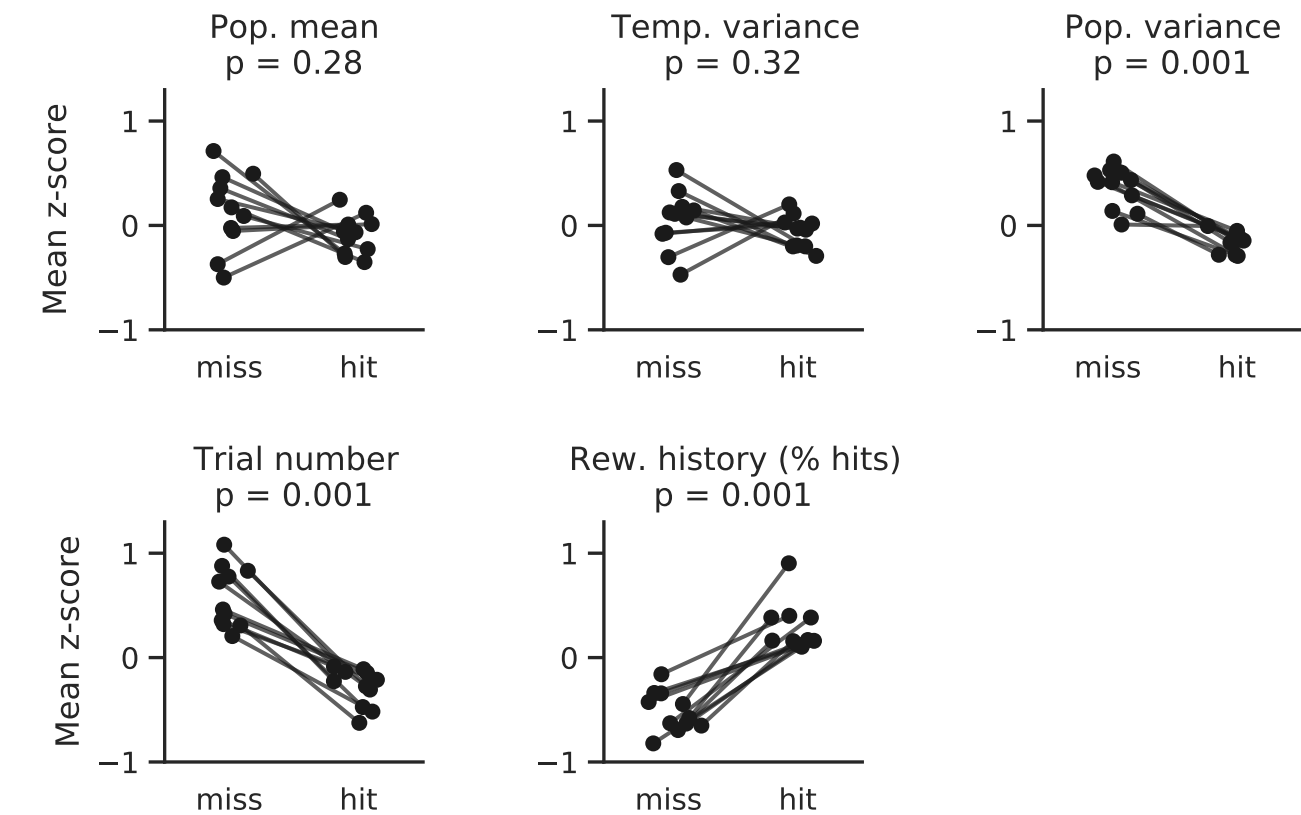 Pop. mean
p = 0.28
Temp. variance
p = 0.32
Pop. variance
p = 0.001
Mean z-score
1
0
−1
miss hit
1
0
−1
miss hit
1
0
−1
miss hit
Trial number
p = 0.001
Rew. history (% hits)
p = 0.001
Mean z-score
1
0
−1
miss hit
1
0
−1
miss hit